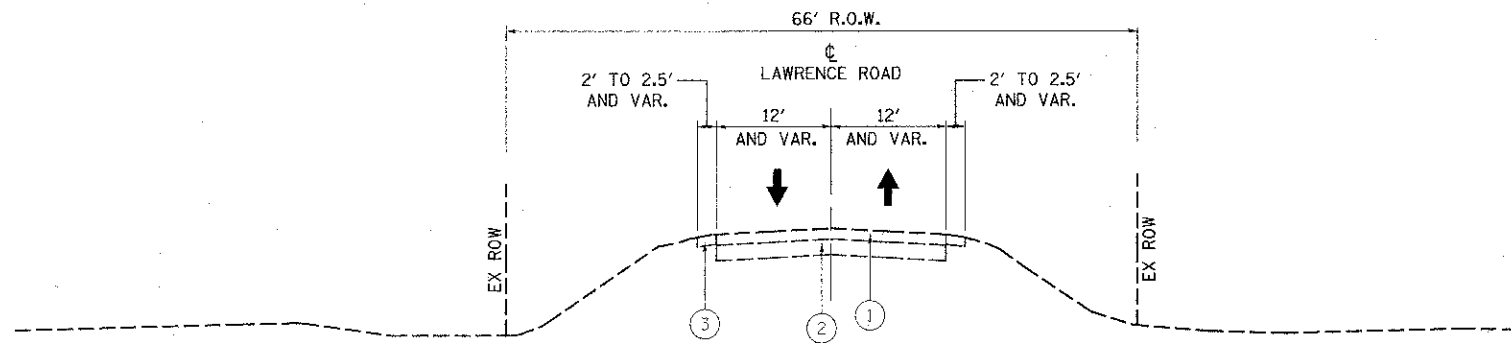 66' R.O.W.
℄
LAWRENCE ROAD
2' TO 2.5'
AND VAR.
2' TO 2.5'
AND VAR.
12'
AND VAR.
12'
AND VAR.
EX ROW
EX ROW
3
2
1